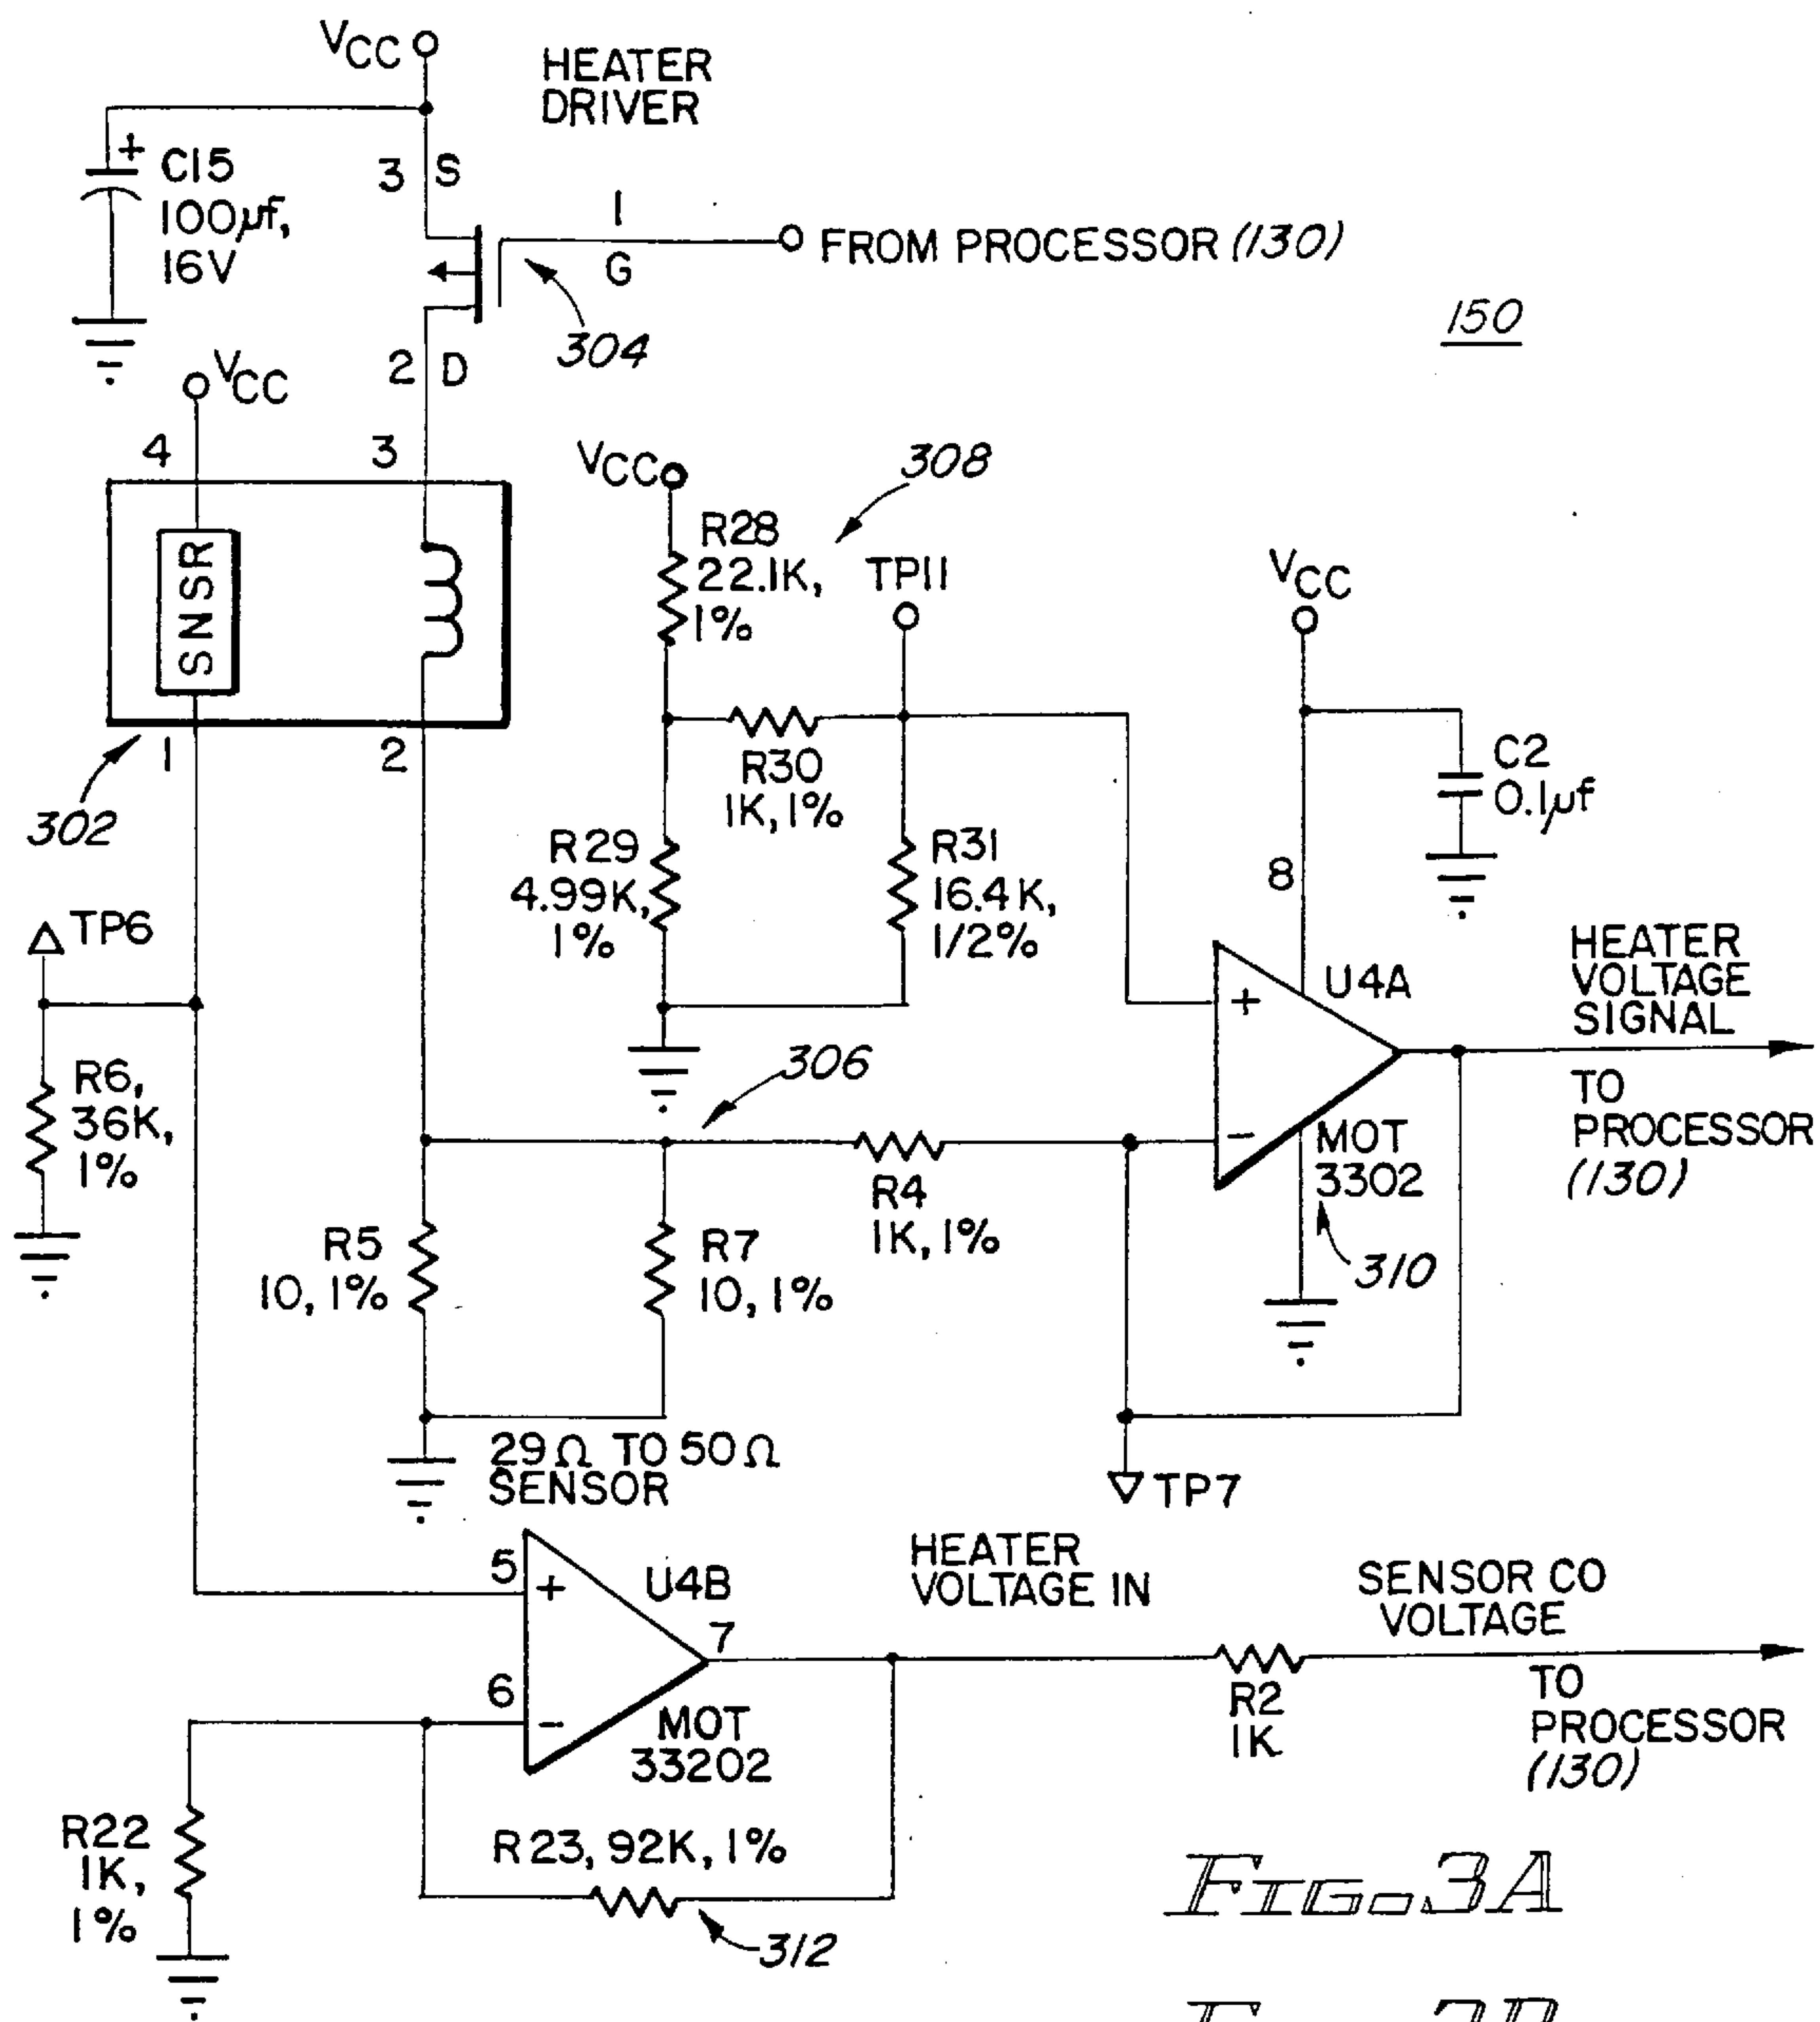 VCC
HEATER
DRIVER
+
C15
100µf,
16V
3 S
1
G
FROM PROCESSOR (130)
304
150
2 D
VCC
4
3
SNSR
1
2
302
VCC
308
R28
22.1K,
1%
TP11
R30
1K, 1%
R29
4.99K,
1%
R31
16.4K,
1/2%
VCC
C2
0.1µf
8
TP6
R6,
36K,
1%
306
+
U4A
-
MOT
3302
310
HEATER
VOLTAGE
SIGNAL
TO
PROCESSOR
(130)
R4
1K, 1%
R5
10, 1%
R7
10, 1%
29Ω TO 50Ω
SENSOR
TP7
5
+
U4B
7
6
-
MOT
33202
HEATER
VOLTAGE IN
SENSOR CO
VOLTAGE
R2
1K
TO
PROCESSOR
(130)
R22
1K,
1%
R23, 92K, 1%
312
FIG. 3A